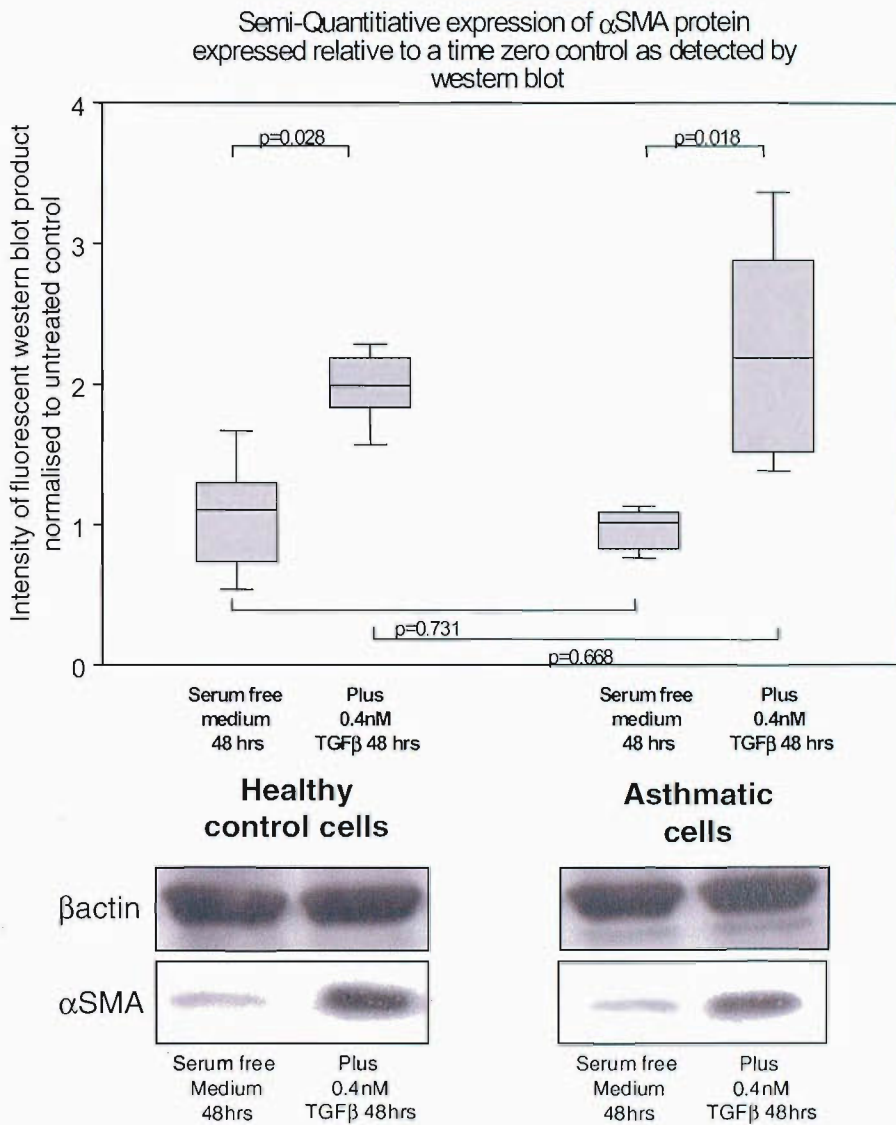 Semi-Quantitiative expression of αSMA protein
expressed relative to a time zero control as detected by
western blot
Intensity of fluorescent western blot product
normalised to untreated control
4
3
2
1
0
p=0.028
p=0.018
p=0.731
p=0.668
Serum free
medium
48 hrs
Plus
0.4nM
TGFβ 48 hrs
Serum free
medium
48 hrs
Plus
0.4nM
TGFβ 48 hrs
Healthy
control cells
Asthmatic
cells
βactin
αSMA
Serum free
Medium
48hrs
Plus
0.4nM
TGFβ 48hrs
Serum free
Medium
48hrs
Plus
0.4nM
TGFβ 48hrs